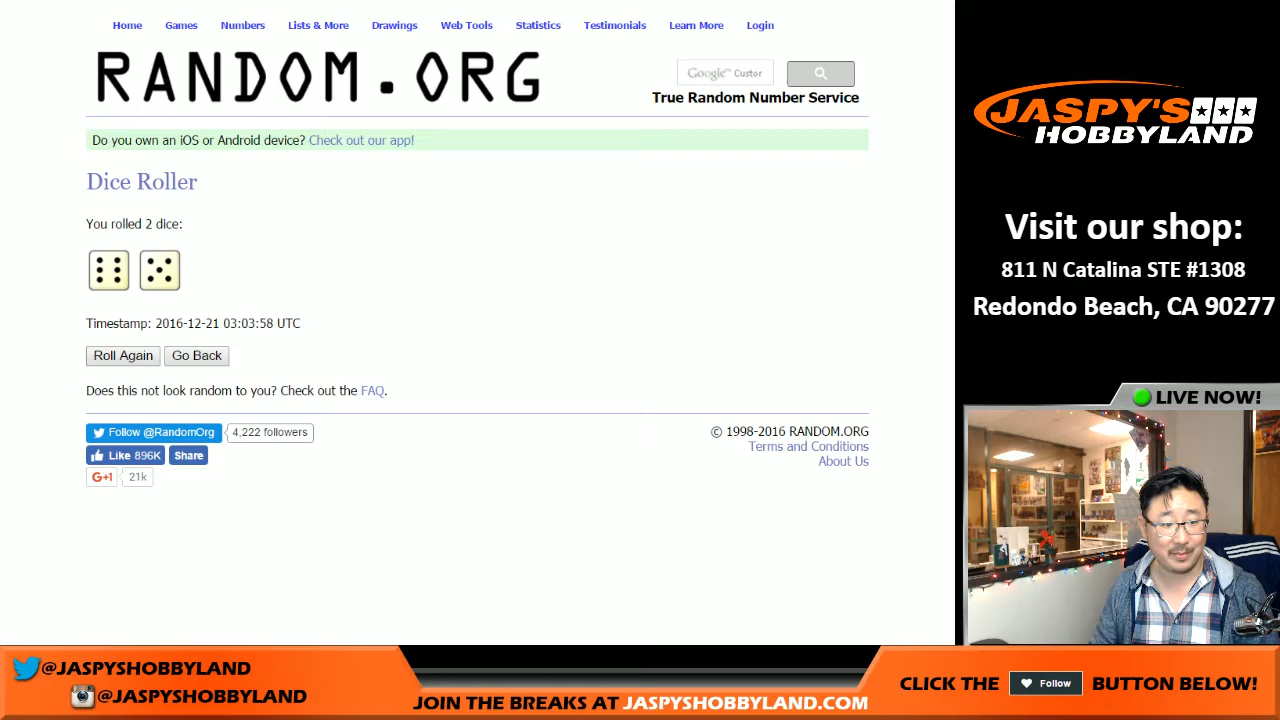 Home Games Numbers Lists & More Drawings Web Tools Statistics Testimonials Learn More Login
RANDOM.ORG
Google™ Custor
True Random Number Service
Do you own an iOS or Android device? Check out our app!
Dice Roller
You rolled 2 dice:
Timestamp: 2016-12-21 03:03:58 UTC
Roll Again Go Back
Does this not look random to you? Check out the FAQ.
Follow @RandomOrg 4,222 followers
Like 896K Share
G+1 21k
© 1998-2016 RANDOM.ORG
Terms and Conditions
About Us
JASPY'S
HOBBYLAND
Visit our shop:
811 N Catalina STE #1308
Redondo Beach, CA 90277
LIVE NOW!
@JASPYSHOBBYLAND
@JASPYSHOBBYLAND
JOIN THE BREAKS AT JASPYSHOBBYLAND.COM
CLICK THE Follow BUTTON BELOW!